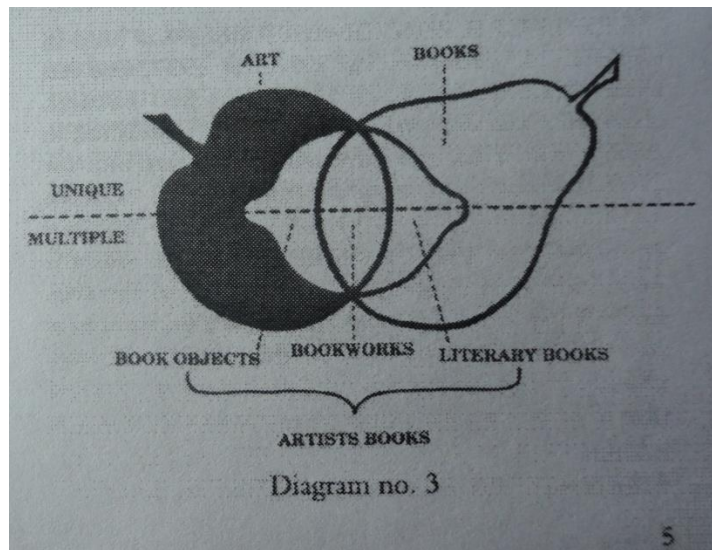 ART
BOOKS
UNIQUE
MULTIPLE
BOOK OBJECTS
BOOKWORKS
LITERARY BOOKS
ARTISTS BOOKS
Diagram no. 3
5